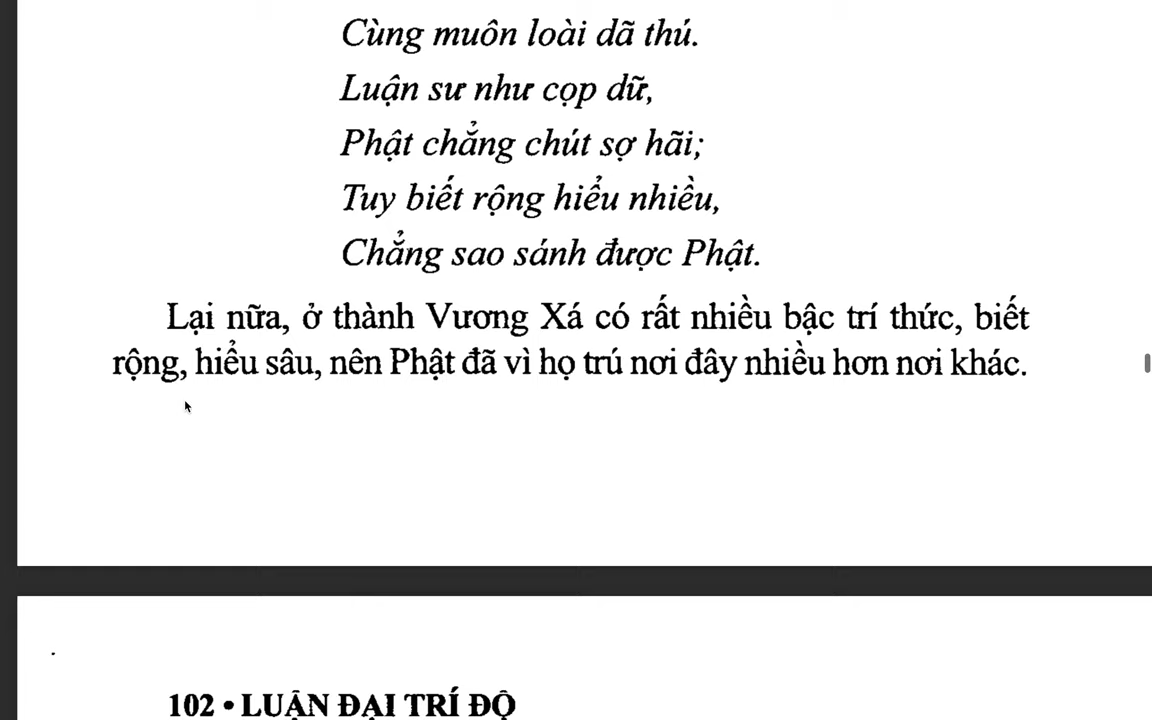 Cùng muôn loài dã thú.
Luận sư như cọp dữ,
Phật chẳng chút sợ hãi;
Tuy biết rộng hiểu nhiều,
Chẳng sao sánh được Phật.
Lại nữa, ở thành Vương Xá có rất nhiều bậc trí thức, biết
rộng, hiểu sâu, nên Phật đã vì họ trú nơi đây nhiều hơn nơi khác.
102 • LUẬN ĐẠI TRÍ ĐỘ